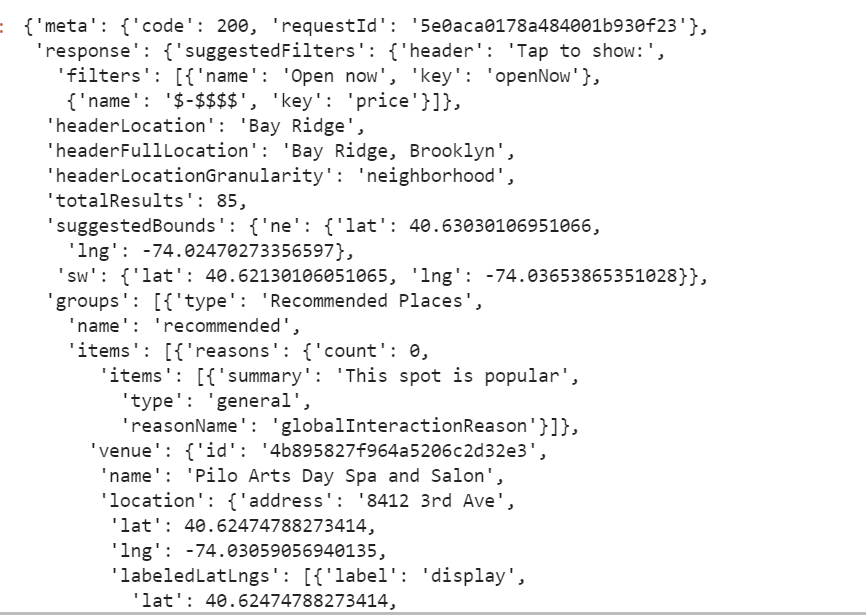 : {'meta': {'code': 200, 'requestId': '5e0aca0178a484001b930f23'},
'response': {'suggestedFilters': {'header': 'Tap to show:',
'filters': [{'name': 'Open now', 'key': 'openNow'},
{'name': '$-$$$$', 'key': 'price'}]},
'headerLocation': 'Bay Ridge',
'headerFullLocation': 'Bay Ridge, Brooklyn',
'headerLocationGranularity': 'neighborhood',
'totalResults': 85,
'suggestedBounds': {'ne': {'lat': 40.63030106951066,
'lng': -74.02470273356597},
'sw': {'lat': 40.62130106051065, 'lng': -74.03653865351028}},
'groups': [{'type': 'Recommended Places',
'name': 'recommended',
'items': [{'reasons': {'count': 0,
'items': [{'summary': 'This spot is popular',
'type': 'general',
'reasonName': 'globalInteractionReason'}]},
'venue': {'id': '4b895827f964a5206c2d32e3',
'name': 'Pilo Arts Day Spa and Salon',
'location': {'address': '8412 3rd Ave',
'lat': 40.62474788273414,
'lng': -74.03059056940135,
'labeledLatLngs': [{'label': 'display',
'lat': 40.62474788273414,